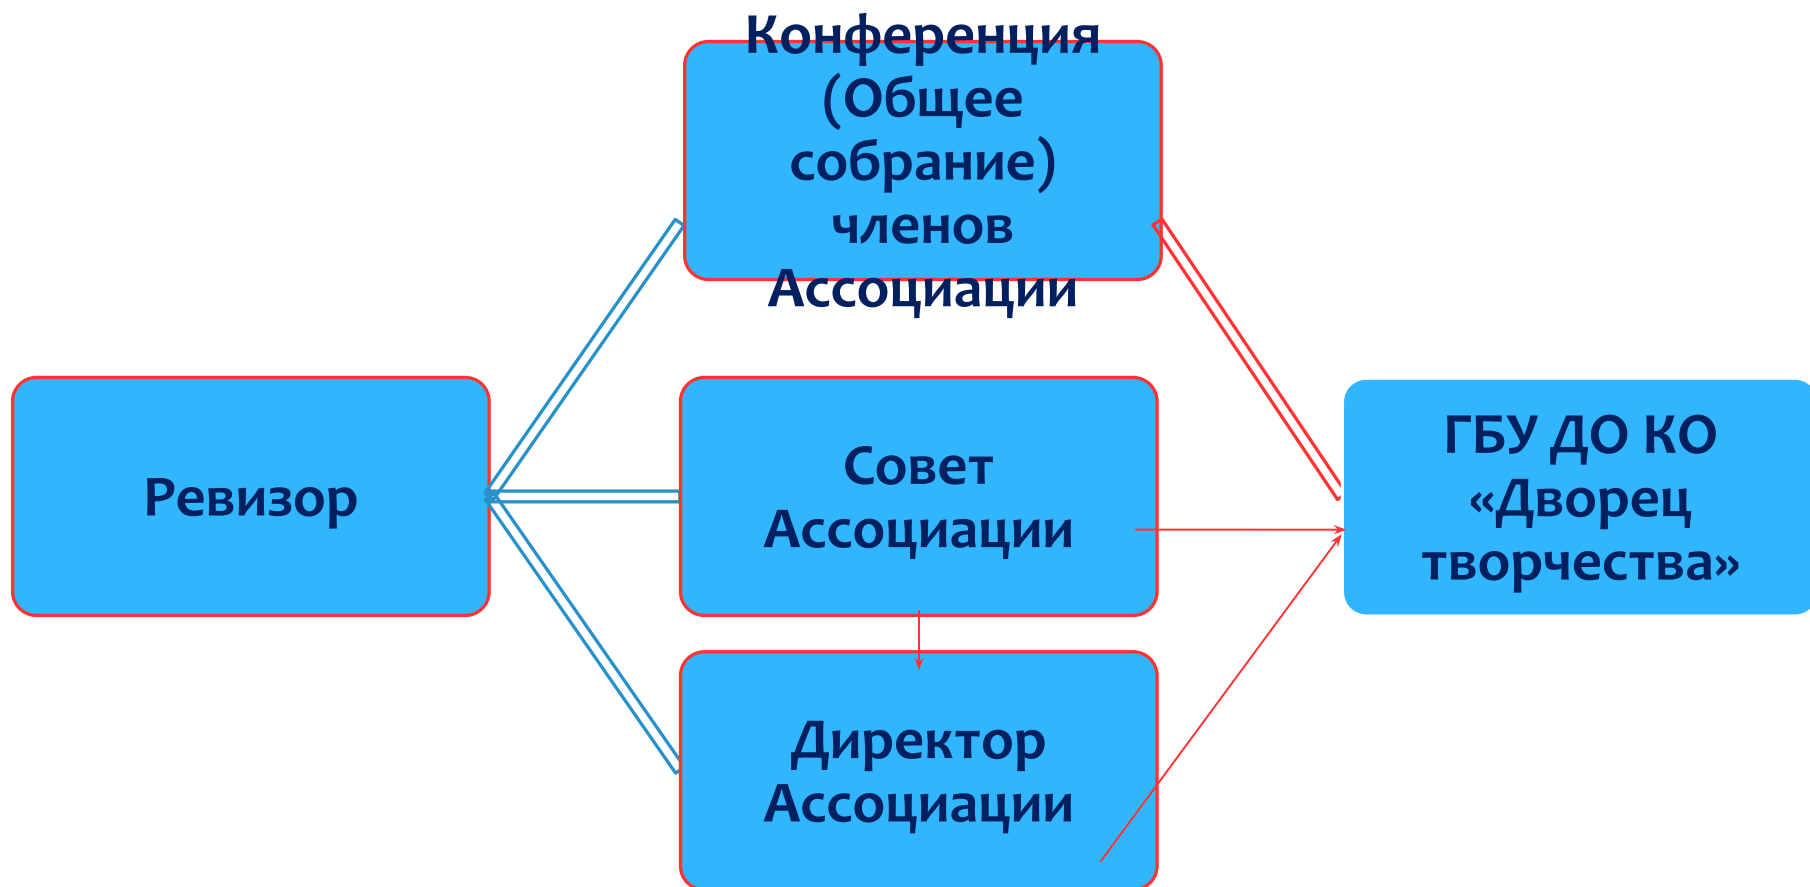 Конференция
(Общее
собрание)
членов
Ассоциации
Ревизор
Совет
Ассоциации
ГБУ ДО КО
«Дворец
творчества»
Директор
Ассоциации